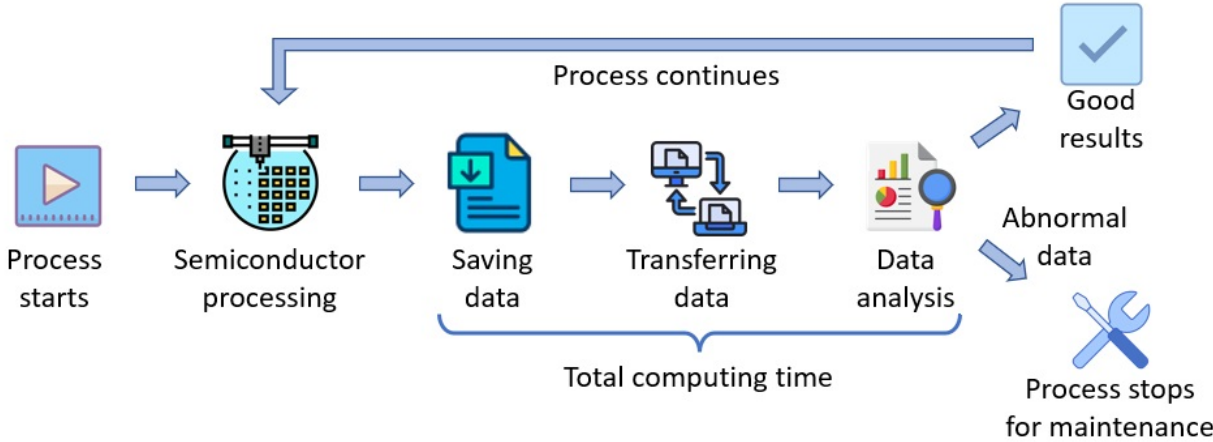 Process continues
Good
results
Process
starts
Semiconductor
processing
Saving
data
Transferring
data
Data
analysis
Abnormal
data
Total computing time
Process stops
for maintenance